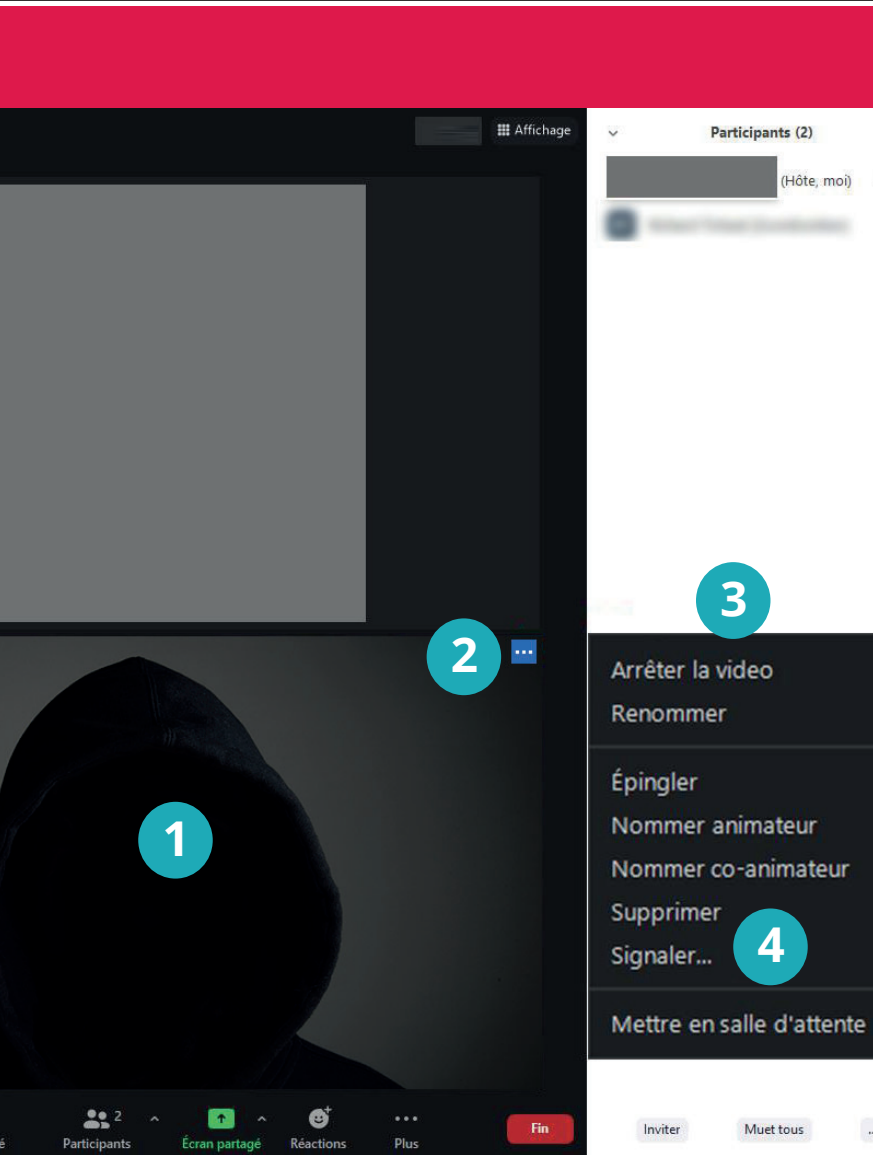 Affichage
Participants (2)
(Hôte, moi)
3
2
...
Arrêter la video
Renommer
Épingler
1
Nommer animateur
Nommer co-animateur
Supprimer
Signaler...
4
Mettre en salle d'attente
2
é
Participants
Écran partagé
Réactions
Plus
Fin
Inviter
Muet tous
..